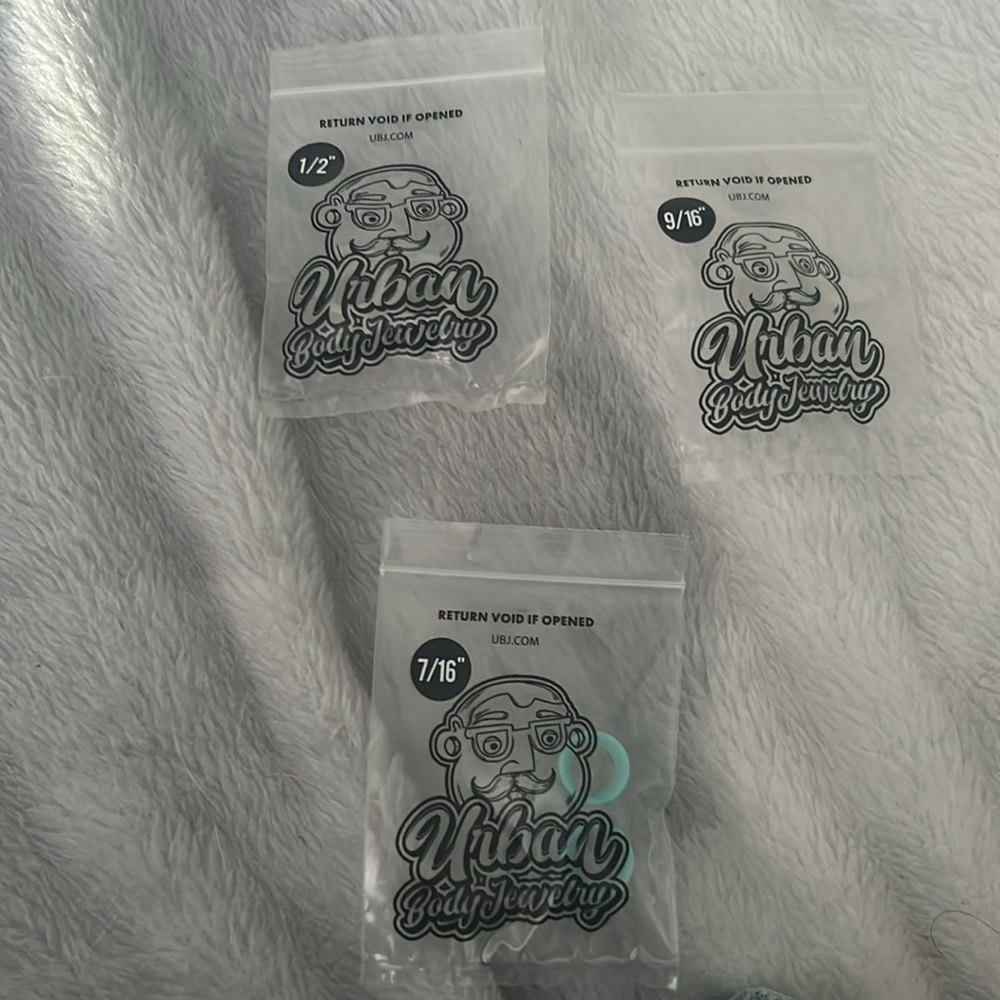 RETURN VOID IF OPENED
UBJ.COM
1/2"
Urban
Body Jewelry
RETURN VOID IF OPENED
UBJ.COM
9/16"
Urban
Body Jewelry
RETURN VOID IF OPENED
UBJ.COM
7/16"
Urban
Body Jewelry